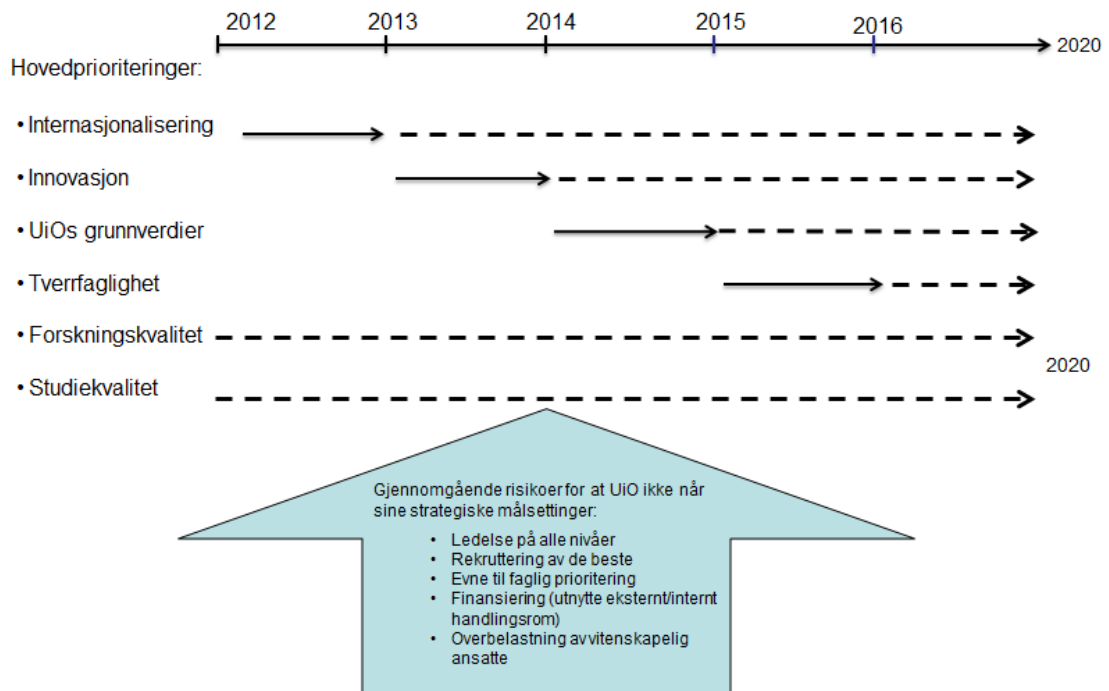 2012 2013 2014 2015 2016
2020
Hovedprioriteringer:
• Internasjonalisering
• Innovasjon
• UiOs grunnverdier
• Tverrfaglighet
• Forskningskvalitet
2020
• Studiekvalitet
Gjennomgående risikoer for at UiO ikke når
sine strategiske målsettinger:
• Ledelse på alle nivåer
• Rekruttering av de beste
• Evne til faglig prioritering
• Finansiering (utnytte eksternt/internt
handlingsrom)
• Overbelastning av vitenskapelig
ansatte